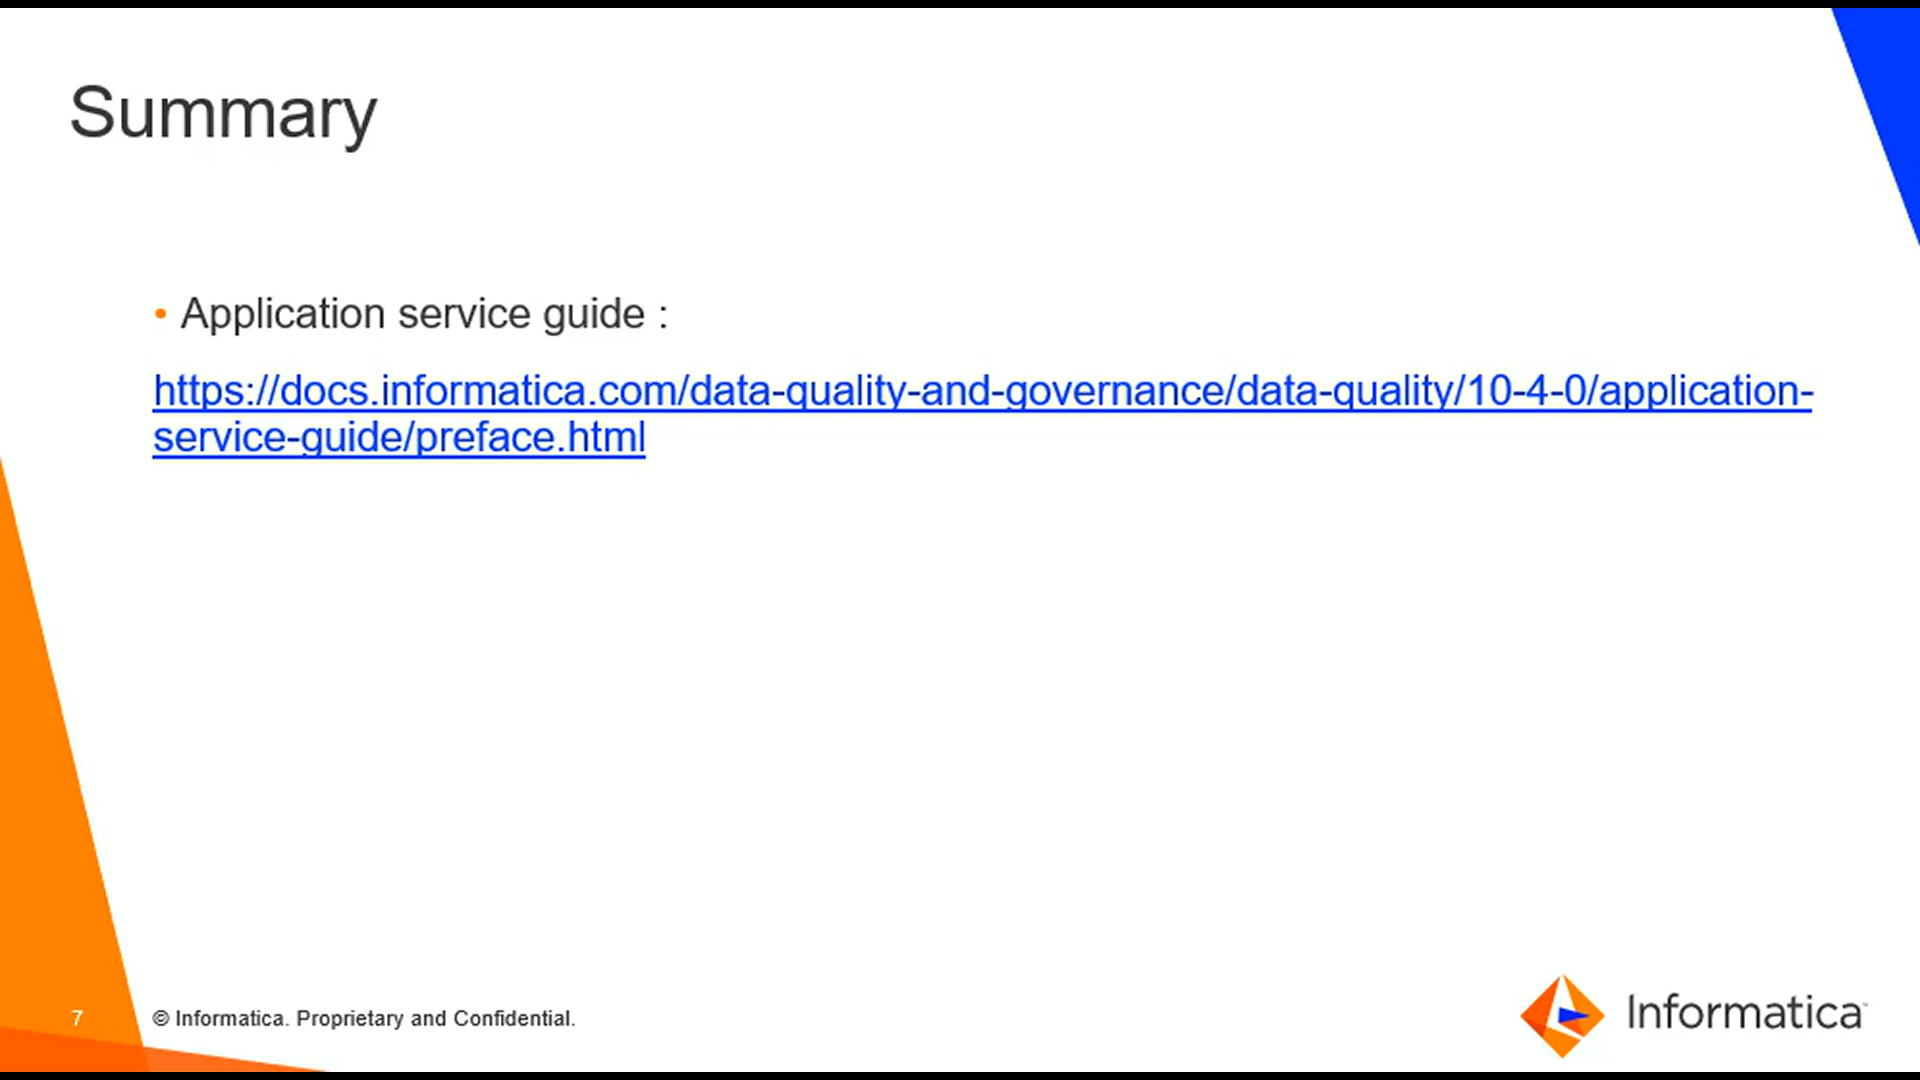 Summary
• Application service guide :
https://docs.informatica.com/data-quality-and-governance/data-quality/10-4-0/application-
service-guide/preface.html
7
© Informatica. Proprietary and Confidential.
Informatica™